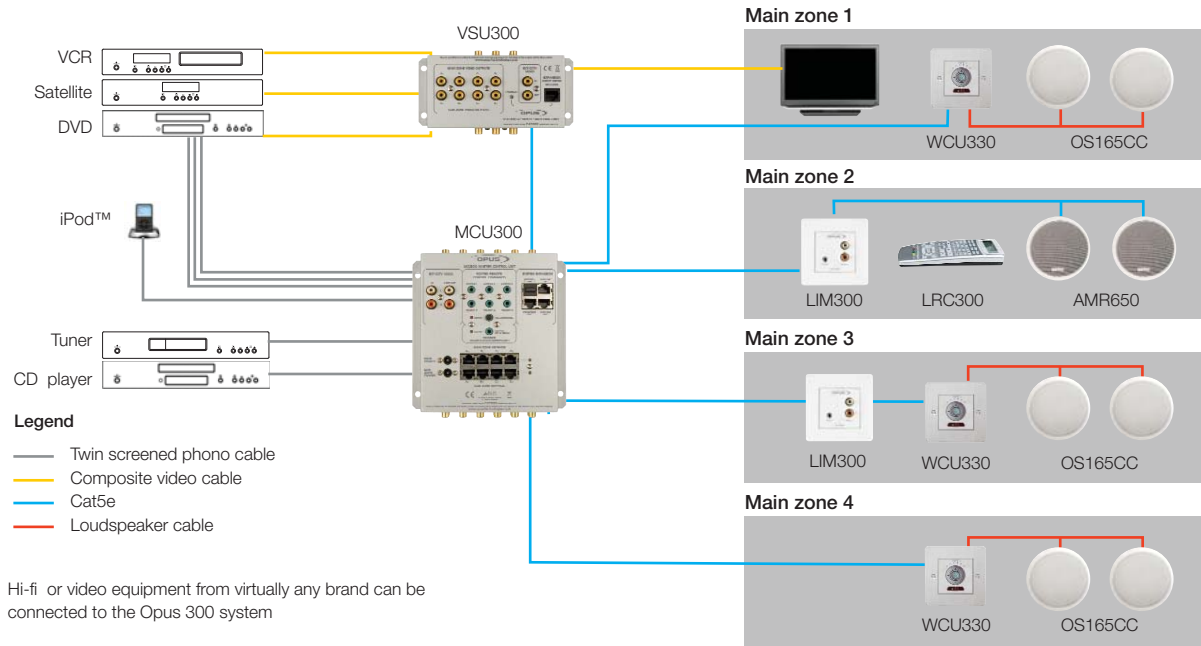 VCR
Satellite
DVD
iPod™
Tuner
CD player
VSU300
OPUS
MCU300
OPUS
Main zone 1
WCU330
OS165CC
Main zone 2
LIM300
LRC300
AMR650
Main zone 3
LIM300
WCU330
OS165CC
Main zone 4
WCU330
OS165CC
Legend
Twin screened phono cable
Composite video cable
Cat5e
Loudspeaker cable
Hi-fi or video equipment from virtually any brand can be
connected to the Opus 300 system